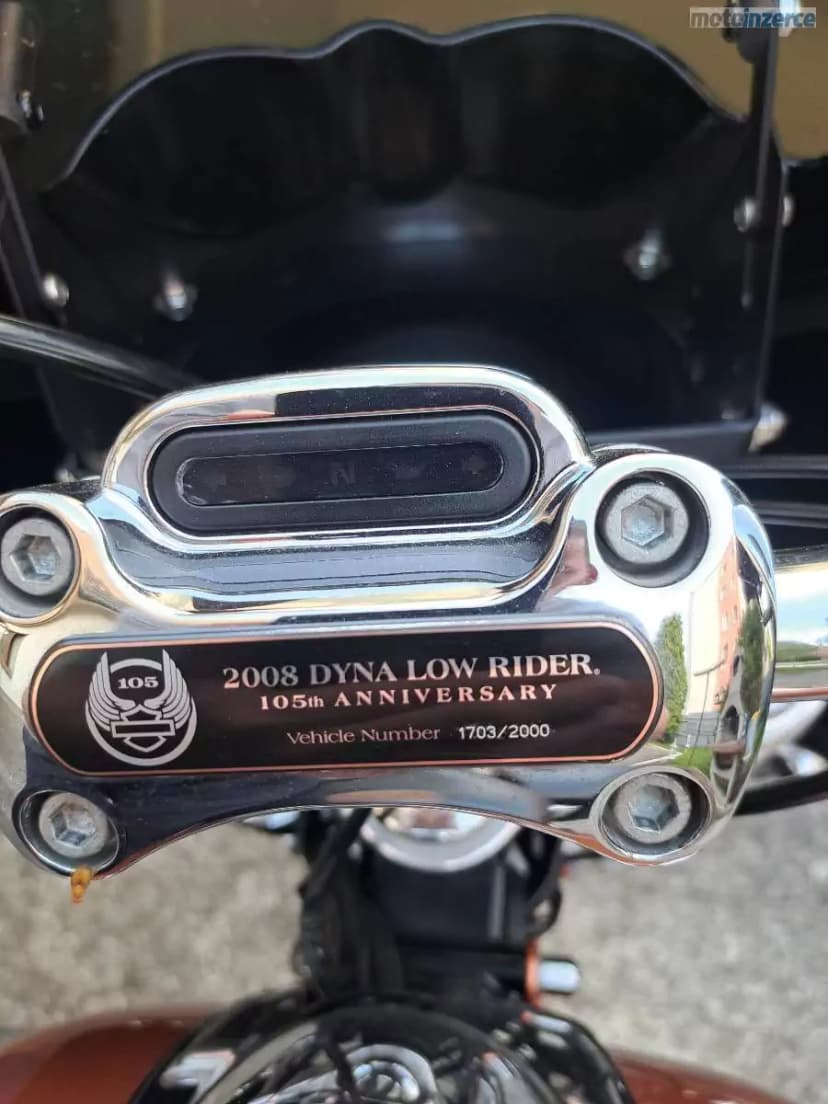 motoinzerce
N
105
2008 DYNA LOW RIDER®
105th ANNIVERSARY
Vehicle Number 1703/2000